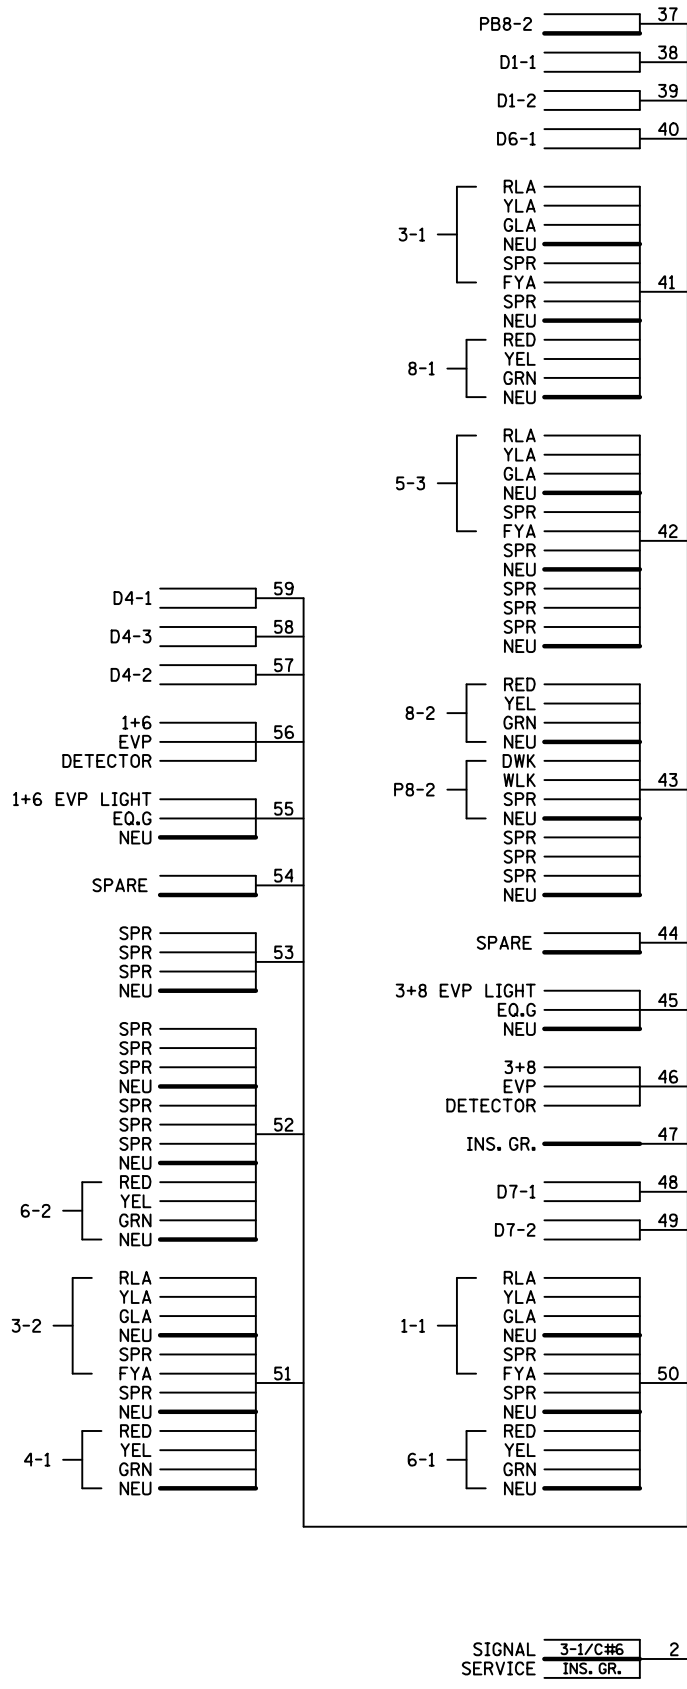 PB8-2 37
D1-1 38
D1-2 39
D6-1 40
RLA
YLA
3-1 GLA
NEU
SPR
FYA 41
SPR
NEU
RED
8-1 YEL
GRN
NEU
RLA
YLA
5-3 GLA
NEU
SPR
FYA 42
SPR
NEU
SPR
SPR
SPR
NEU
RED
8-2 YEL
GRN
NEU
DWK
P8-2 WLK 43
SPR
NEU
SPR
SPR
SPR
NEU
SPARE 44
3+8 EVP LIGHT
EQ.G 45
NEU
3+8
EVP 46
DETECTOR
INS. GR. 47
D7-1 48
D7-2 49
RLA
YLA
1-1 GLA
NEU
SPR
FYA 50
SPR
NEU
RED
6-1 YEL
GRN
NEU
D4-1 59
D4-3 58
D4-2 57
1+6
EVP 56
DETECTOR
1+6 EVP LIGHT
EQ.G 55
NEU
SPARE 54
SPR
SPR 53
SPR
NEU
SPR
SPR
SPR
NEU
SPR
SPR 52
SPR
NEU
RED
6-2 YEL
GRN
NEU
RLA
YLA
3-2 GLA
NEU
SPR
FYA 51
SPR
NEU
RED
4-1 YEL
GRN
NEU
SIGNAL 3-1/C#6 2
SERVICE INS. GR.